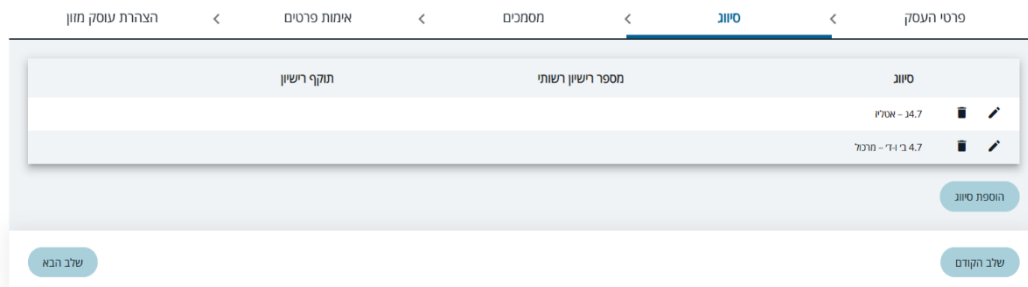 פרטי העסק > סיווג > מסמכים > אימות פרטים > הצהרת עוסק מזון
סיווג מספר רישיון רשותי תוקף רישיון
4.7ג – אטליז
4.7 ב' ו-ד' – מרכול
הוספת סיווג
שלב הקודם שלב הבא